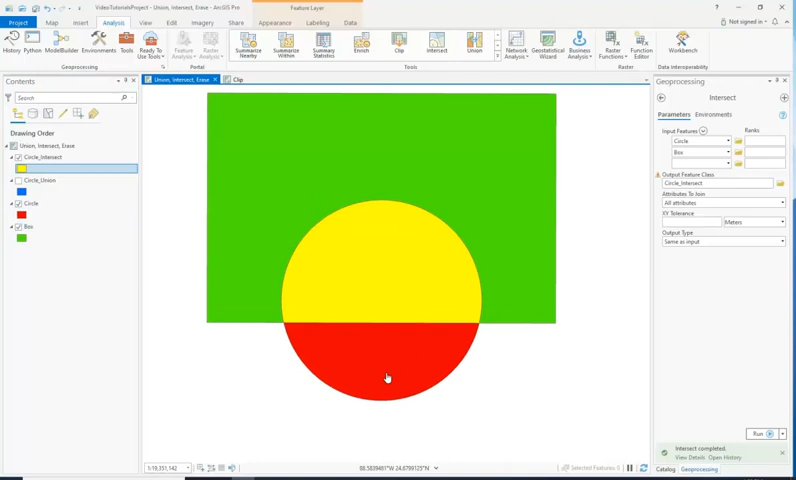 VideoTutorialsProject - Union, Intersect, Erase - ArcGIS Pro
Feature Layer
? – ✕
Project Map Insert Analysis View Edit Imagery Share Appearance Labeling Data
Not signed in
History Python ModelBuilder Environments Tools Ready To Use Tools Feature Analysis Raster Analysis Summarize Nearby Summarize Within Summary Statistics Enrich Clip Intersect Union Network Analysis Geostatistical Wizard Business Analysis Raster Functions Function Editor Workbench
Geoprocessing Portal Tools Raster Data Interoperability
Contents
Search
Drawing Order
Union, Intersect, Erase
Circle_Intersect
Circle_Union
Circle
Box
Union, Intersect, Erase Clip
1:19,351,142
88.5839491°W 24.6799125°N
Selected Features: 0
Geoprocessing
Intersect
Parameters Environments
Input Features Ranks
Circle
Box
Output Feature Class
Circle_Intersect
Attributes To Join
All attributes
XY Tolerance
Meters
Output Type
Same as input
Run
Intersect completed.
View Details Open History
Catalog Geoprocessing